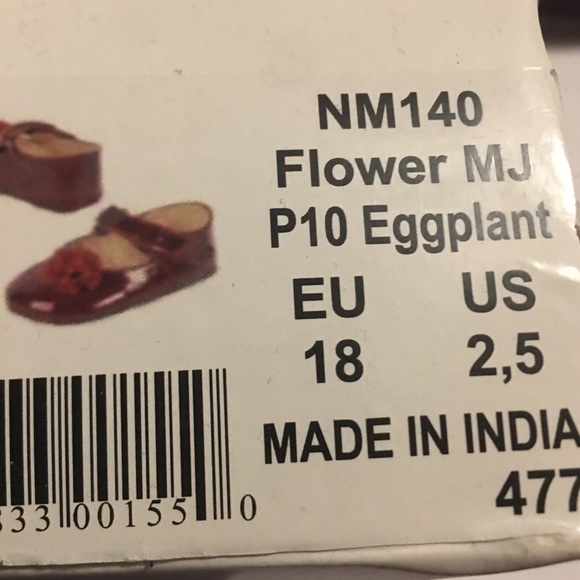 NM140
Flower MJ
P10 Eggplant
EU US
18 2,5
MADE IN INDIA
477
33 00155 0